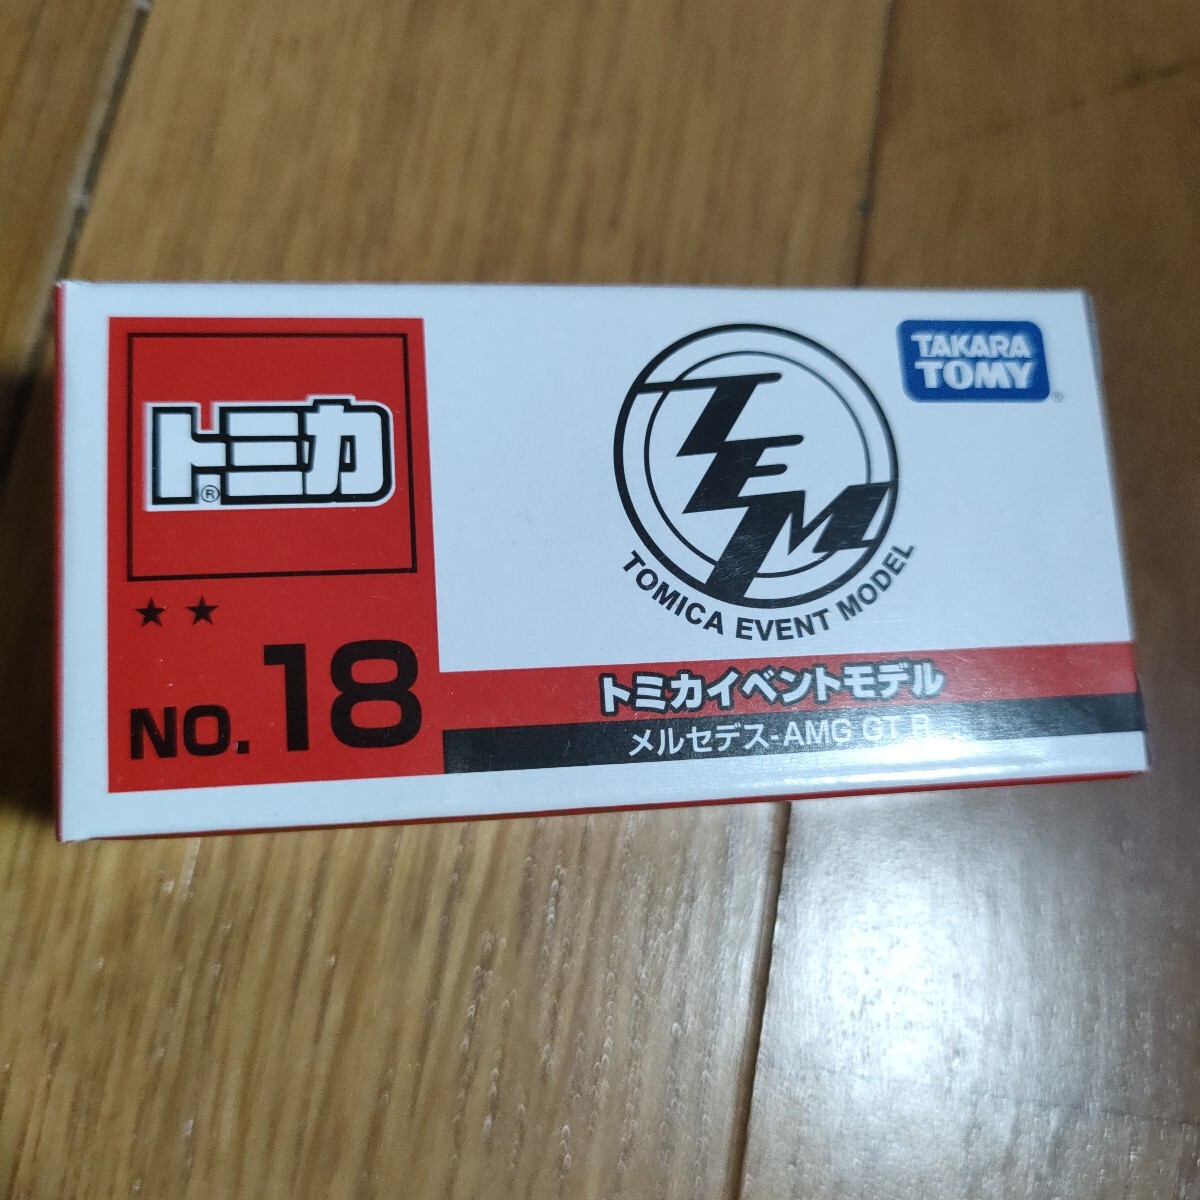 トミカ®
NO.18
TEM
TOMICA EVENT MODEL
TAKARA
TOMY®
トミカイベントモデル
メルセデス-AMG GT R